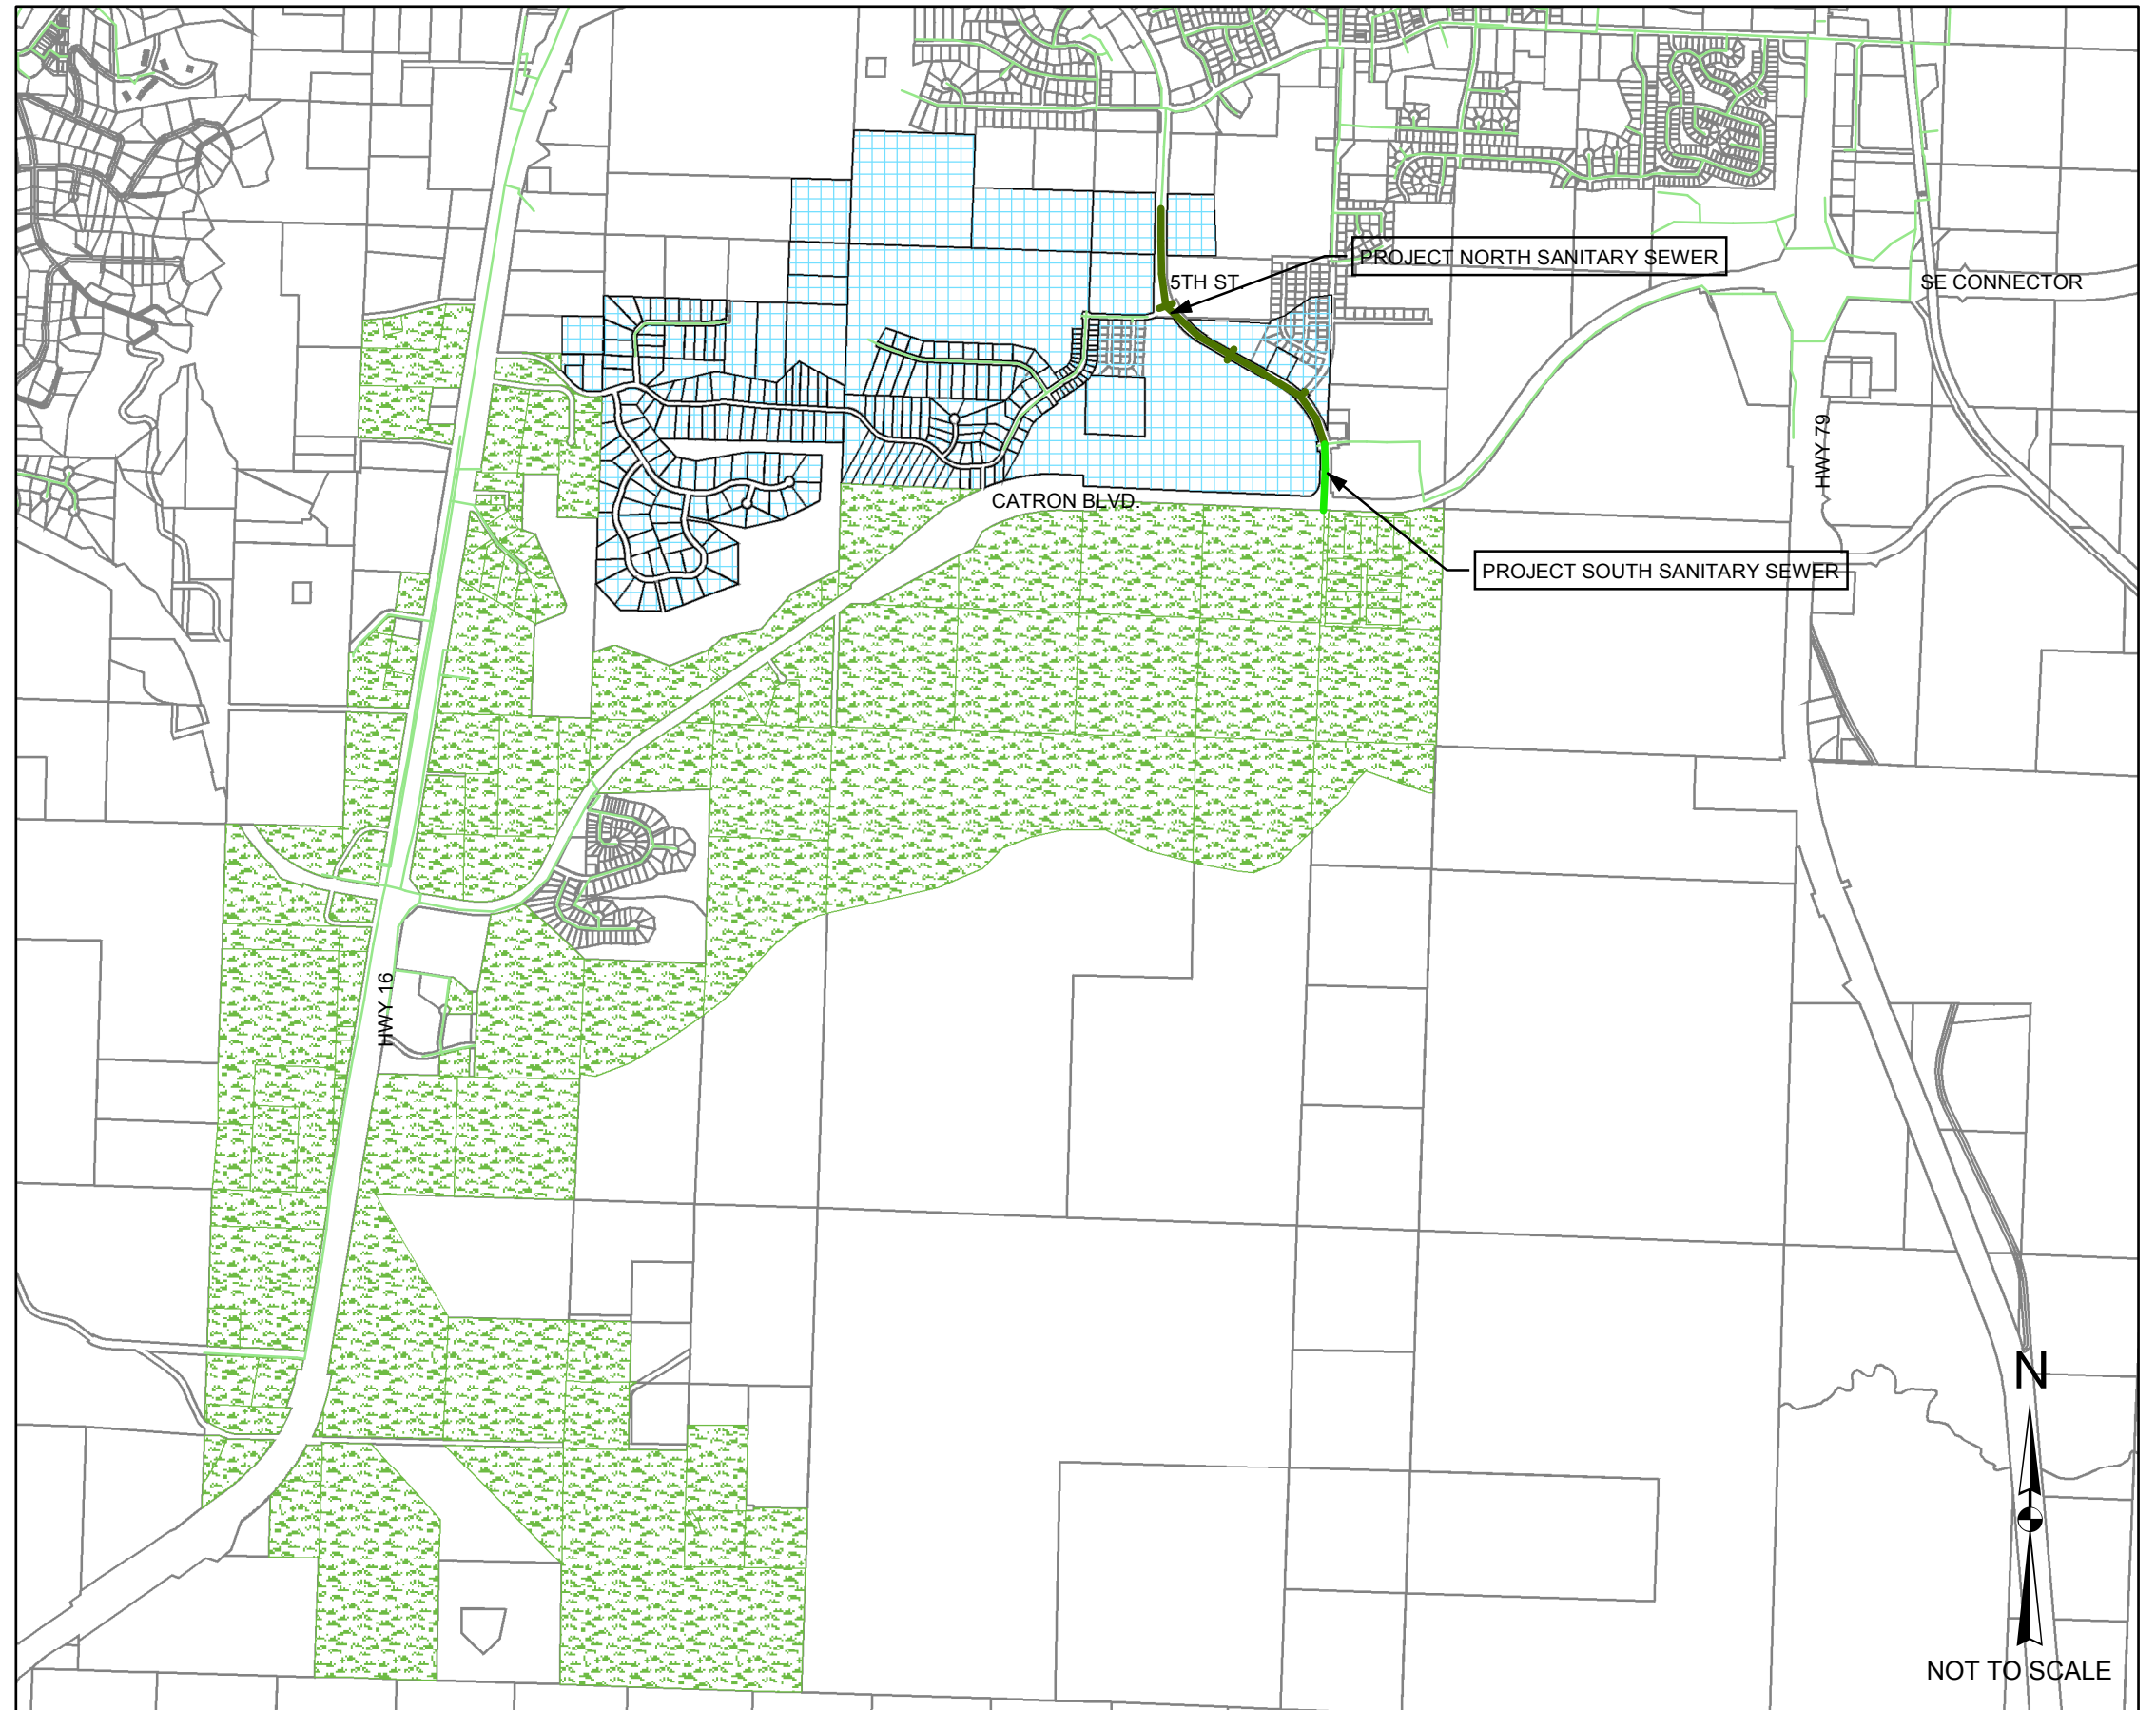 PROJECT NORTH SANITARY SEWER
5TH ST.
SE CONNECTOR
HWY 79
CATRON BLVD.
PROJECT SOUTH SANITARY SEWER
HWY 16
N
NOT TO SCALE